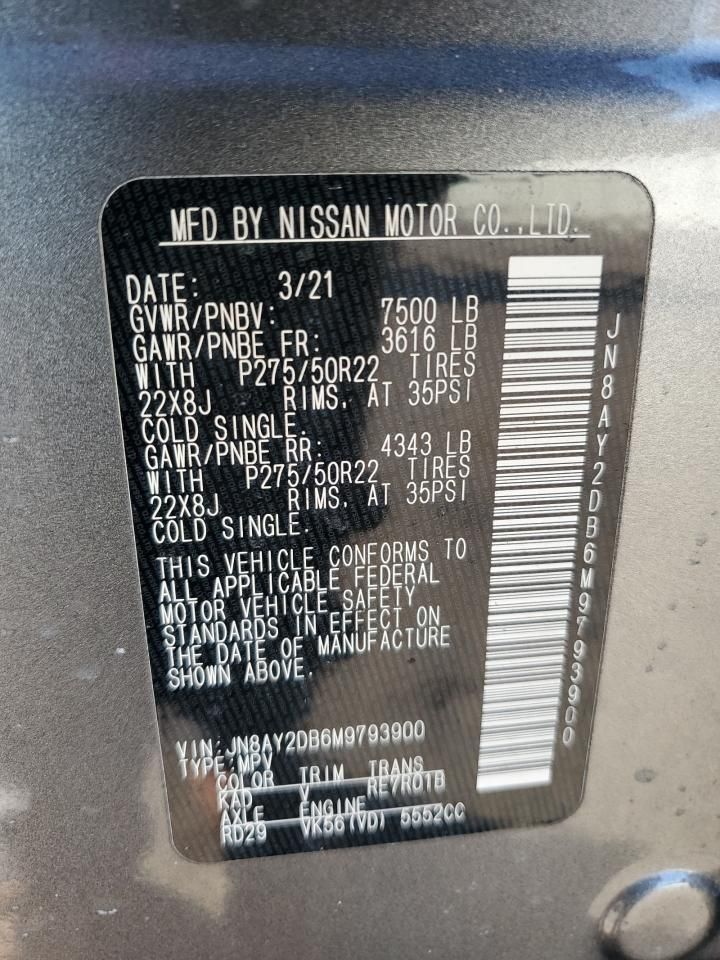 MFD BY NISSAN MOTOR CO.,LTD.
DATE: 3/21
GVWR/PNBV: 7500 LB
GAWR/PNBE FR: 3616 LB
WITH P275/50R22 TIRES
22X8J RIMS, AT 35PSI
COLD SINGLE.
GAWR/PNBE RR: 4343 LB
WITH P275/50R22 TIRES
22X8J RIMS, AT 35PSI
COLD SINGLE.
THIS VEHICLE CONFORMS TO
ALL APPLICABLE FEDERAL
MOTOR VEHICLE SAFETY
STANDARDS IN EFFECT ON
THE DATE OF MANUFACTURE
SHOWN ABOVE.
VIN:JN8AY2DB6M9793900
TYPE:MPV
COLOR TRIM TRANS
KAD V RE7R01B
AXLE ENGINE
RD29 VK56(VD) 5552CC
JN8AY2DB6M9793900